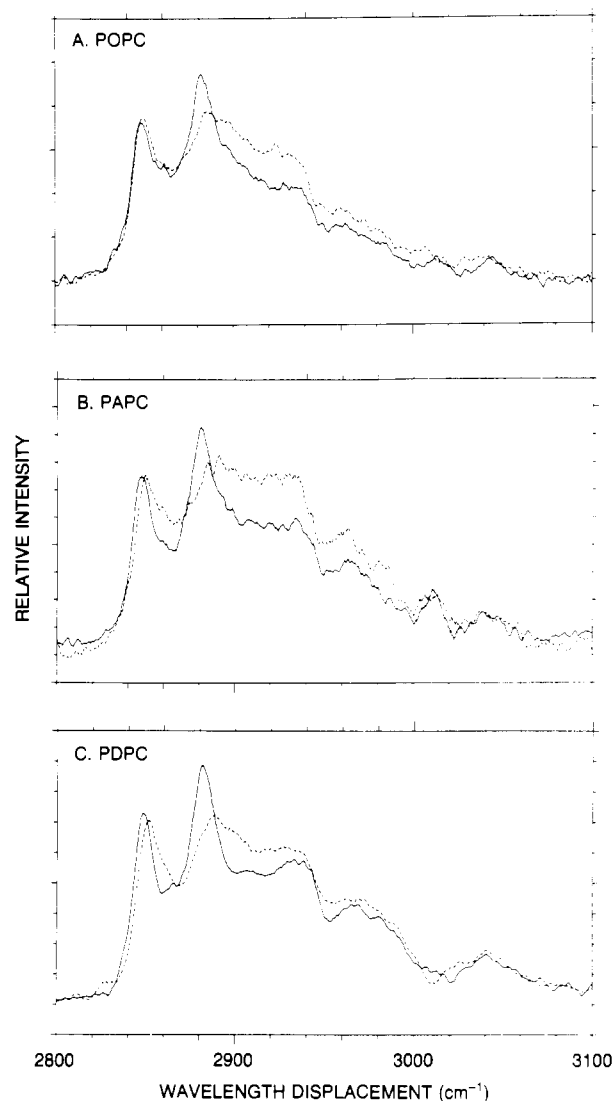 A. POPC
B. PAPC
RELATIVE INTENSITY
C. PDPC
2800 2900 3000 3100
WAVELENGTH DISPLACEMENT (cm⁻¹)